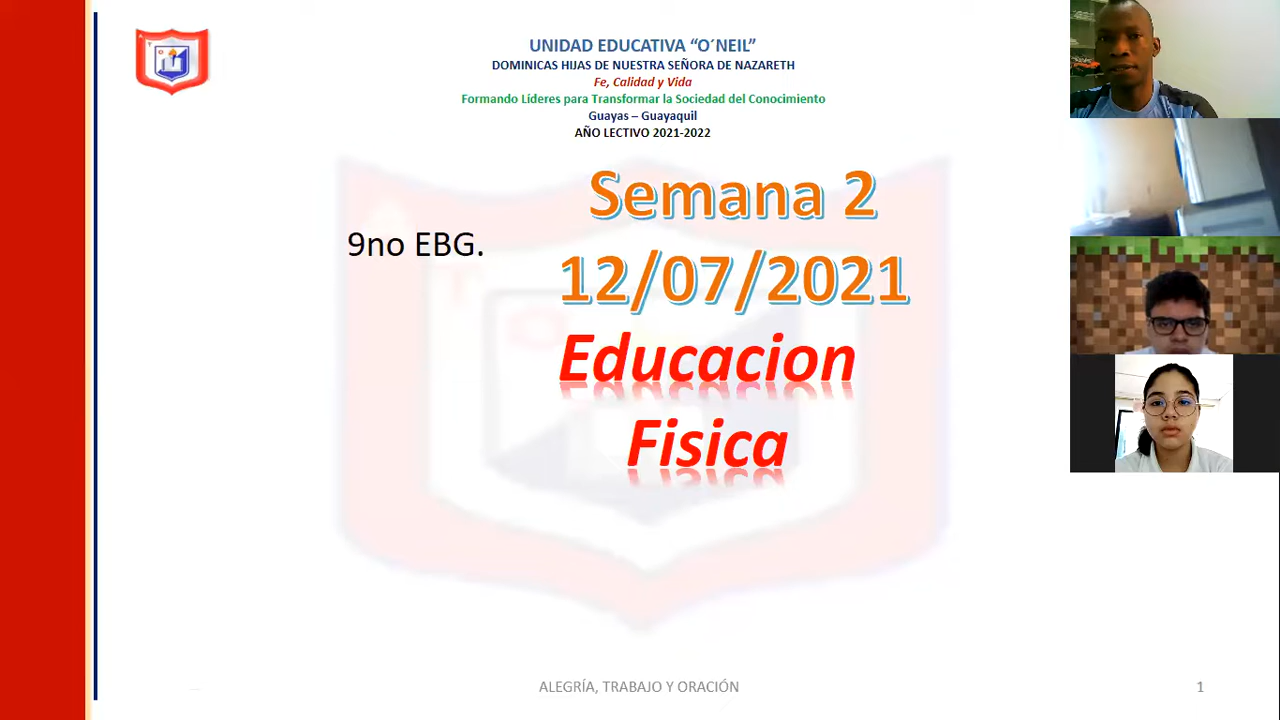 UNIDAD EDUCATIVA “O´NEIL”
DOMINICAS HIJAS DE NUESTRA SEÑORA DE NAZARETH
Fe, Calidad y Vida
Formando Líderes para Transformar la Sociedad del Conocimiento
Guayas – Guayaquil
AÑO LECTIVO 2021-2022
Semana 2
9no EBG.
12/07/2021
Educacion
Fisica
ALEGRÍA, TRABAJO Y ORACIÓN
1